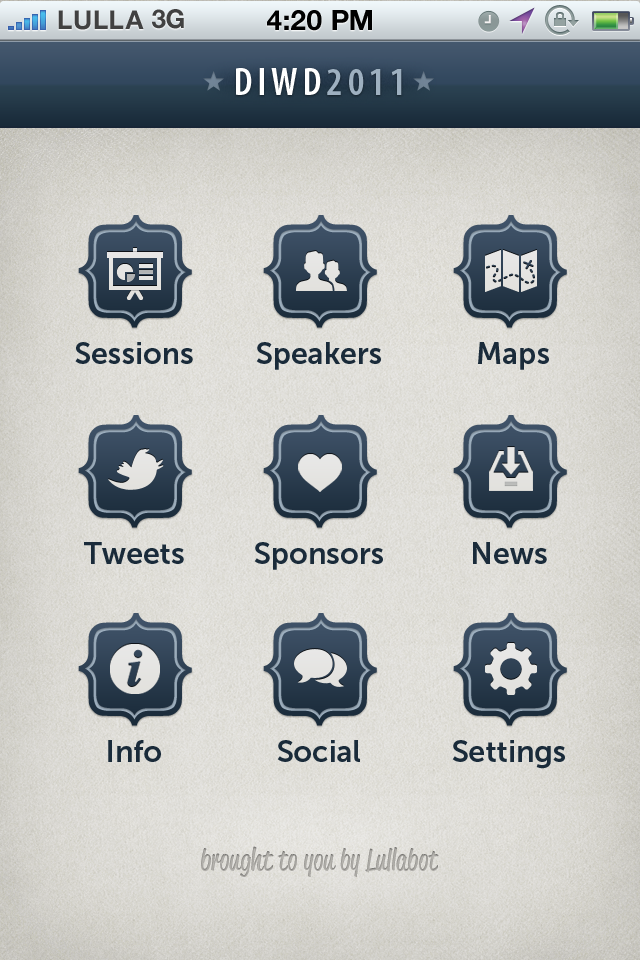 LULLA 3G 4:20 PM
DIWD2011
Sessions Speakers Maps
Tweets Sponsors News
Info Social Settings
brought to you by Lullabot